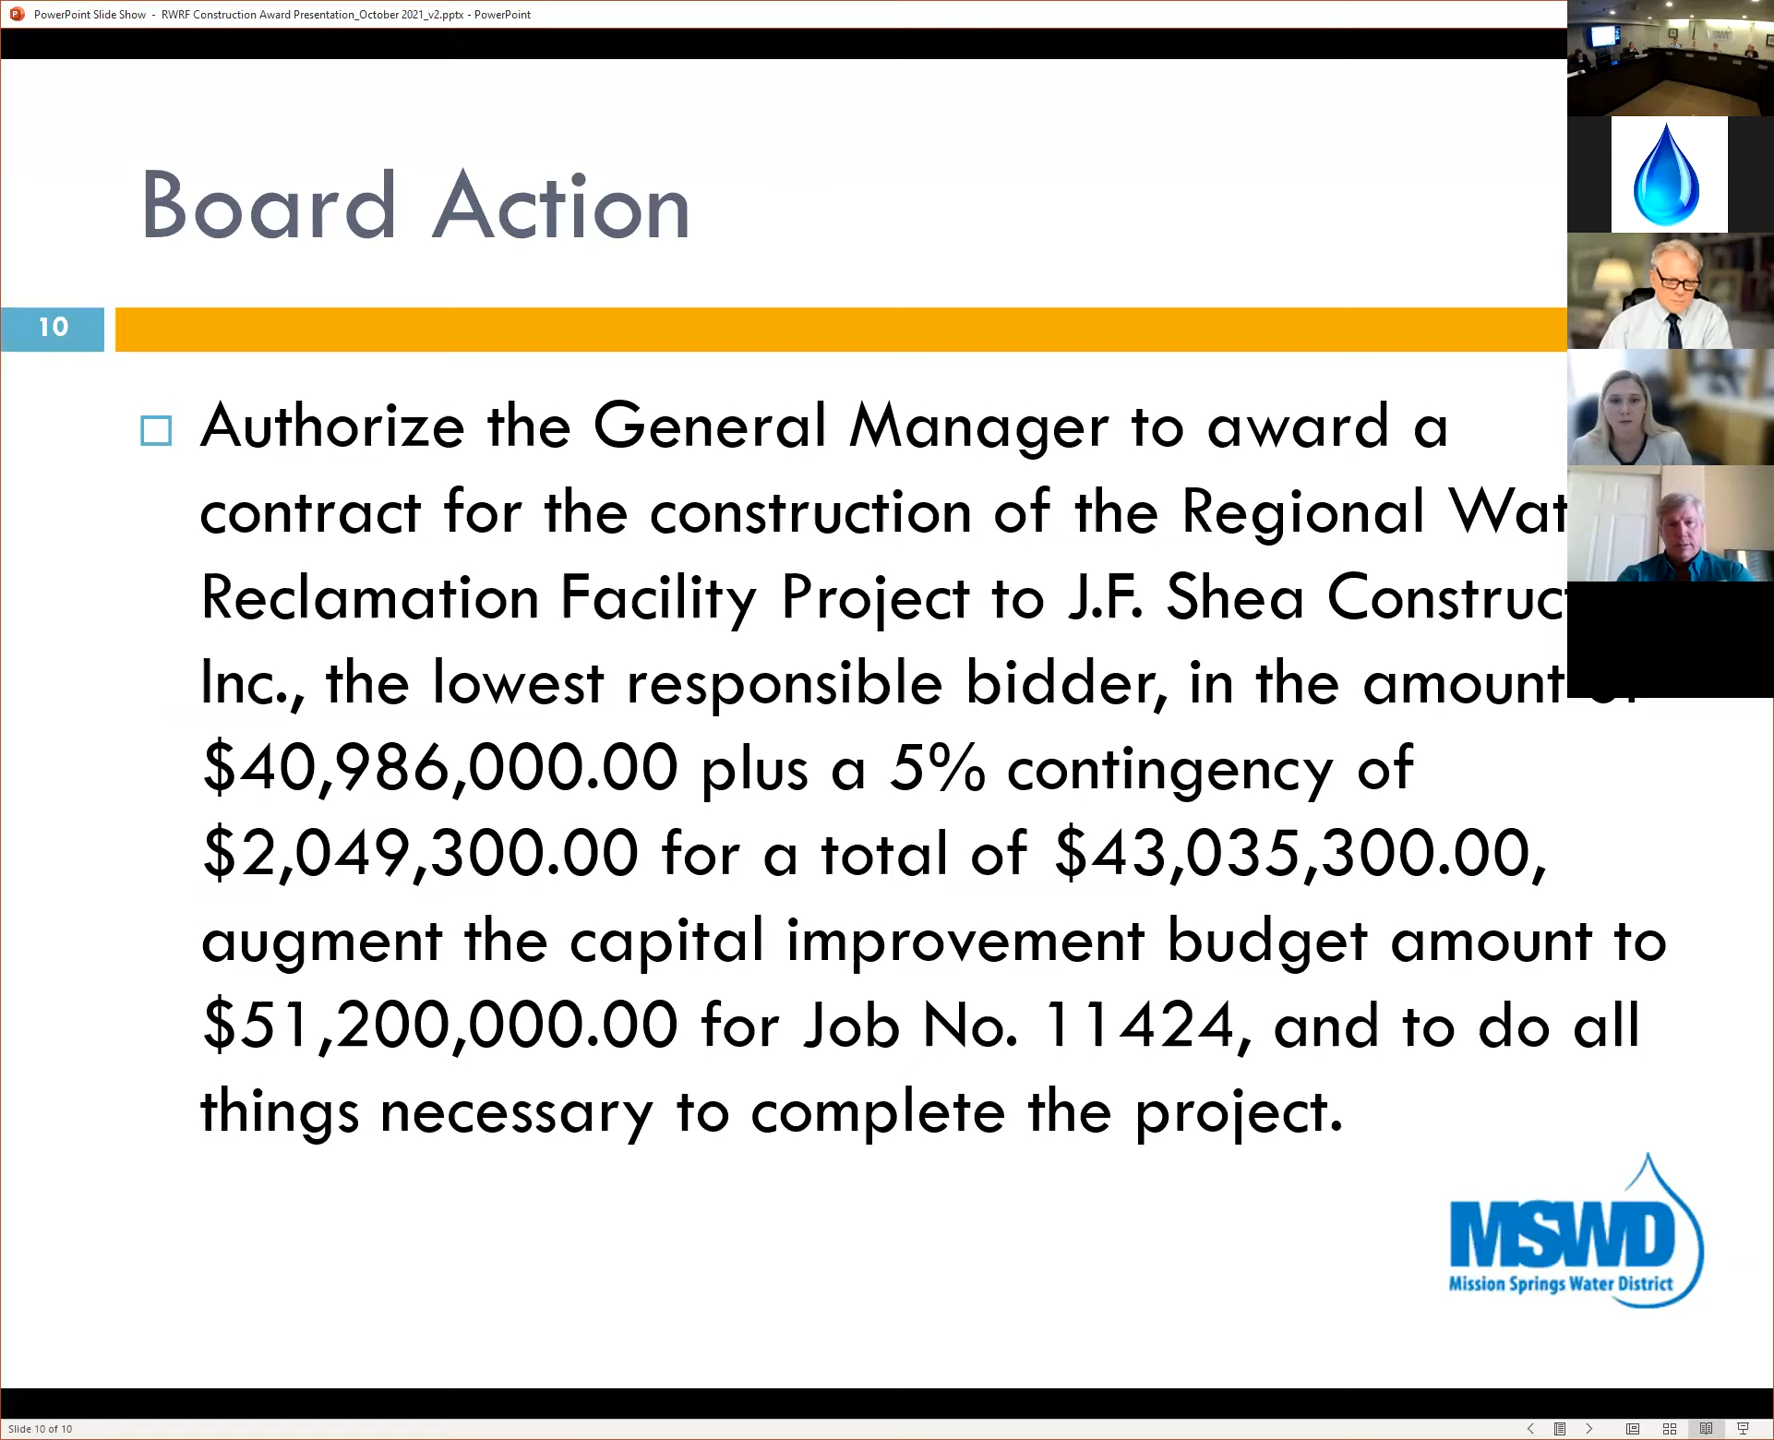 PowerPoint Slide Show - RWRF Construction Award Presentation_October 2021_v2.pptx - PowerPoint
Board Action
10
Authorize the General Manager to award a
contract for the construction of the Regional Wat
Reclamation Facility Project to J.F. Shea Construct
Inc., the lowest responsible bidder, in the amount
$40,986,000.00 plus a 5% contingency of
$2,049,300.00 for a total of $43,035,300.00,
augment the capital improvement budget amount to
$51,200,000.00 for Job No. 11424, and to do all
things necessary to complete the project.
MSWD
Mission Springs Water District
Slide 10 of 10